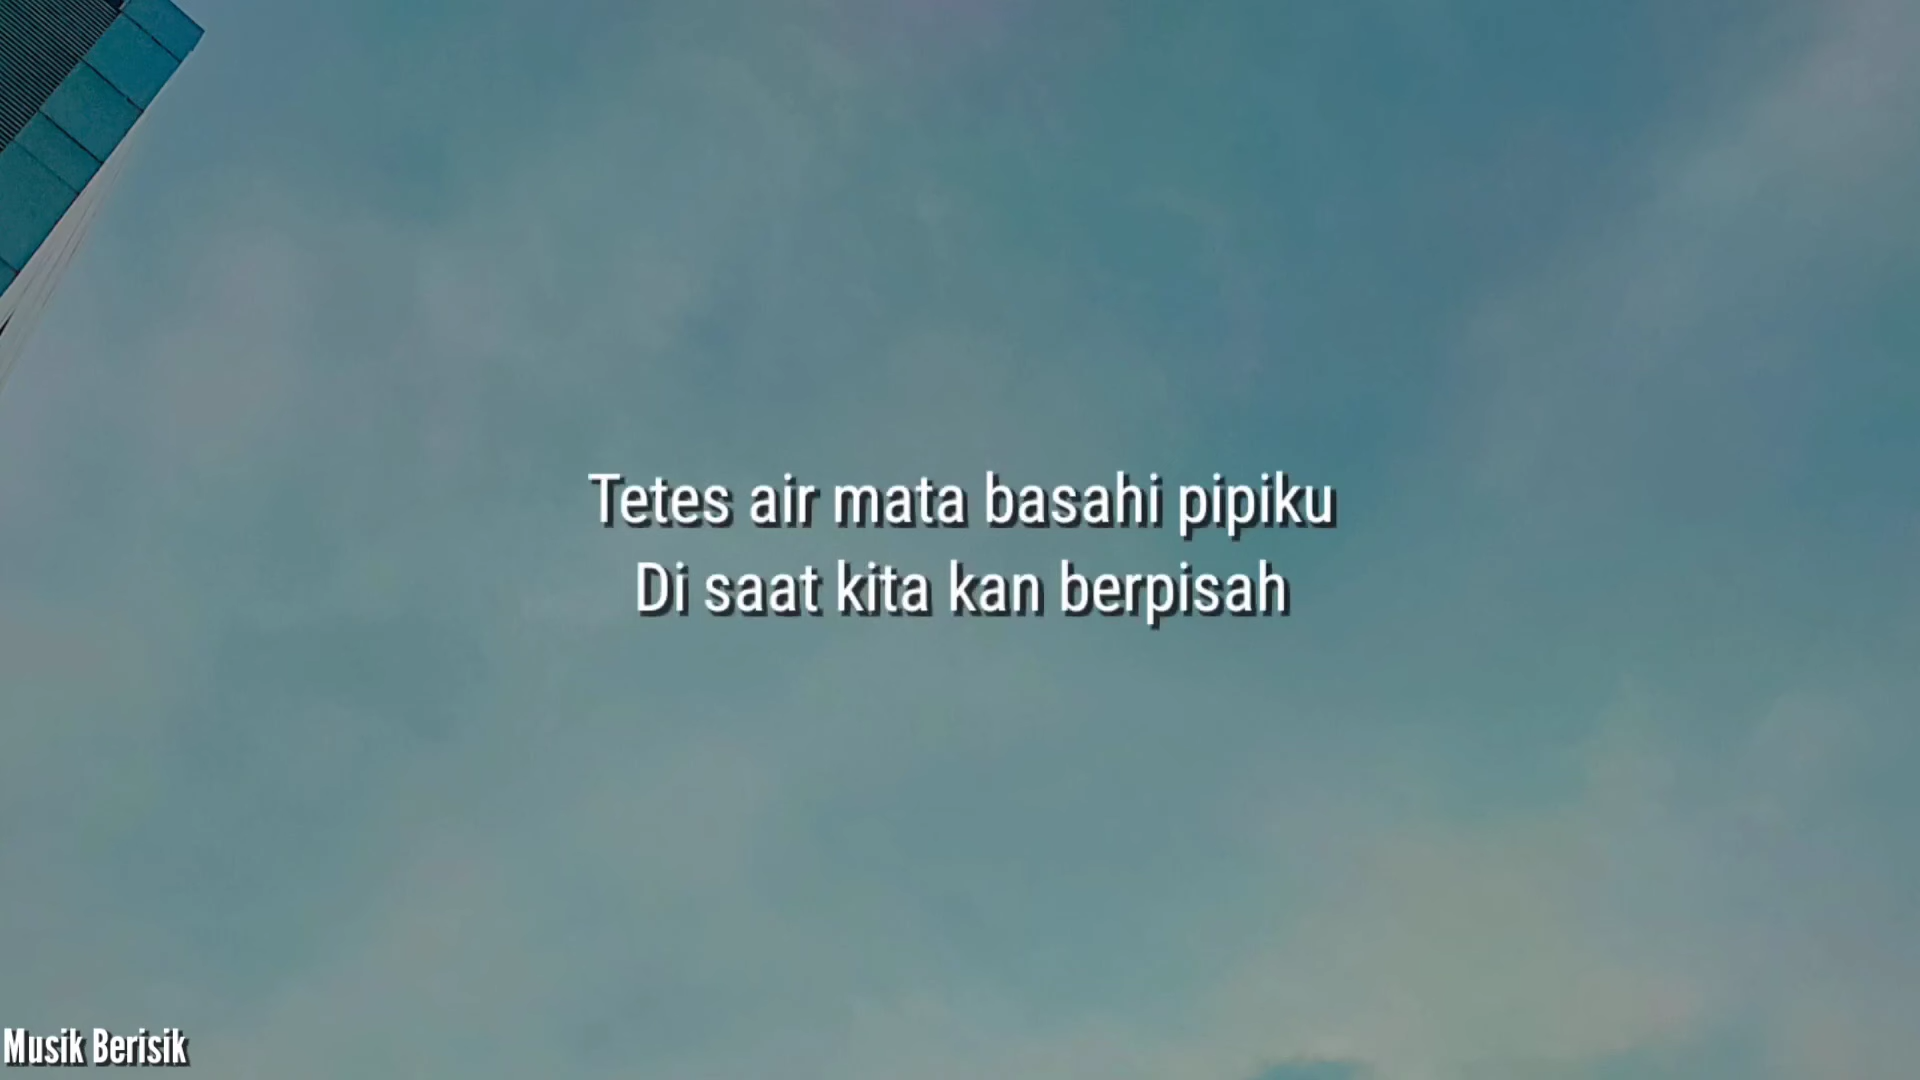 Tetes air mata basahi pipiku
Di saat kita kan berpisah
Musik Berisik